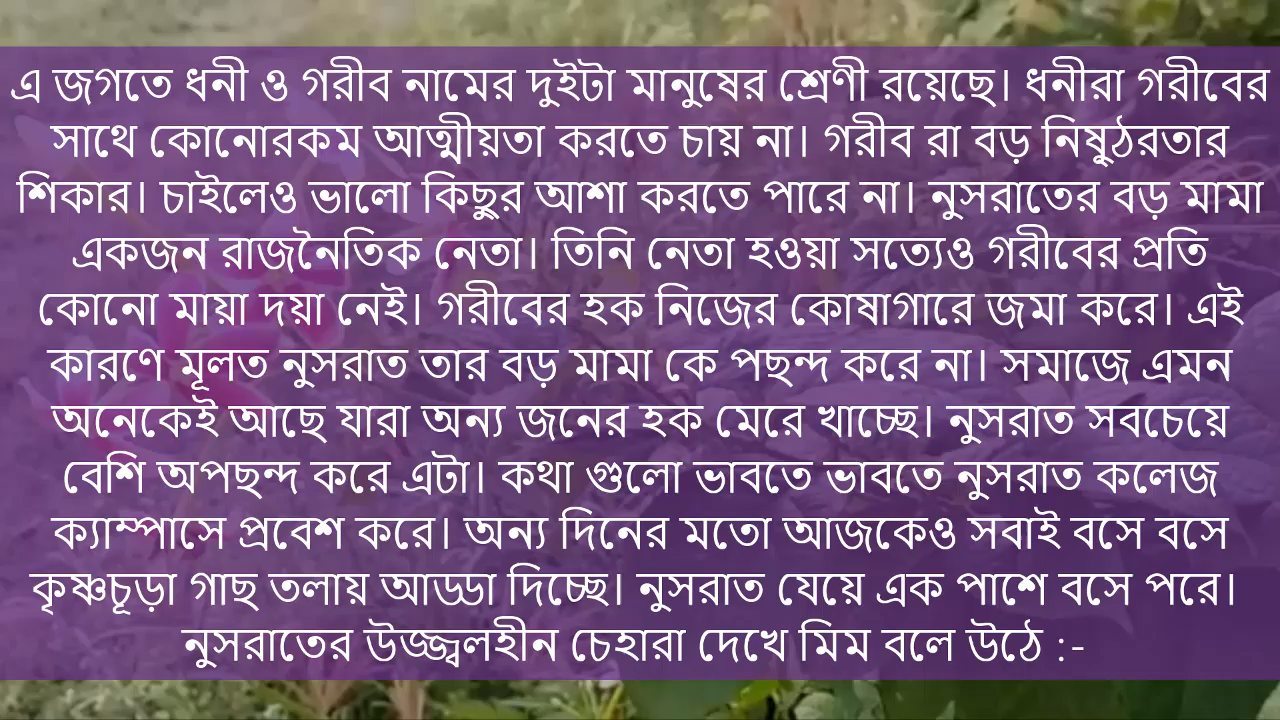 এ জগতে ধনী ও গরীব নামের দুইটা মানুষের শ্রেণী রয়েছে। ধনীরা গরীবের
সাথে কোনোরকম আত্মীয়তা করতে চায় না। গরীব রা বড় নিষ্ঠুরতার
শিকার। চাইলেও ভালো কিছুর আশা করতে পারে না। নুসরাতের বড় মামা
একজন রাজনৈতিক নেতা। তিনি নেতা হওয়া সত্যেও গরীবের প্রতি
কোনো মায়া দয়া নেই। গরীবের হক নিজের কোষাগারে জমা করে। এই
কারণে মূলত নুসরাত তার বড় মামা কে পছন্দ করে না। সমাজে এমন
অনেকেই আছে যারা অন্য জনের হক মেরে খাচ্ছে। নুসরাত সবচেয়ে
বেশি অপছন্দ করে এটা। কথা গুলো ভাবতে ভাবতে নুসরাত কলেজ
ক্যাম্পাসে প্রবেশ করে। অন্য দিনের মতো আজকেও সবাই বসে বসে
কৃষ্ণচূড়া গাছ তলায় আড্ডা দিচ্ছে। নুসরাত যেয়ে এক পাশে বসে পরে।
নুসরাতের উজ্জ্বলহীন চেহারা দেখে মিম বলে উঠে :-